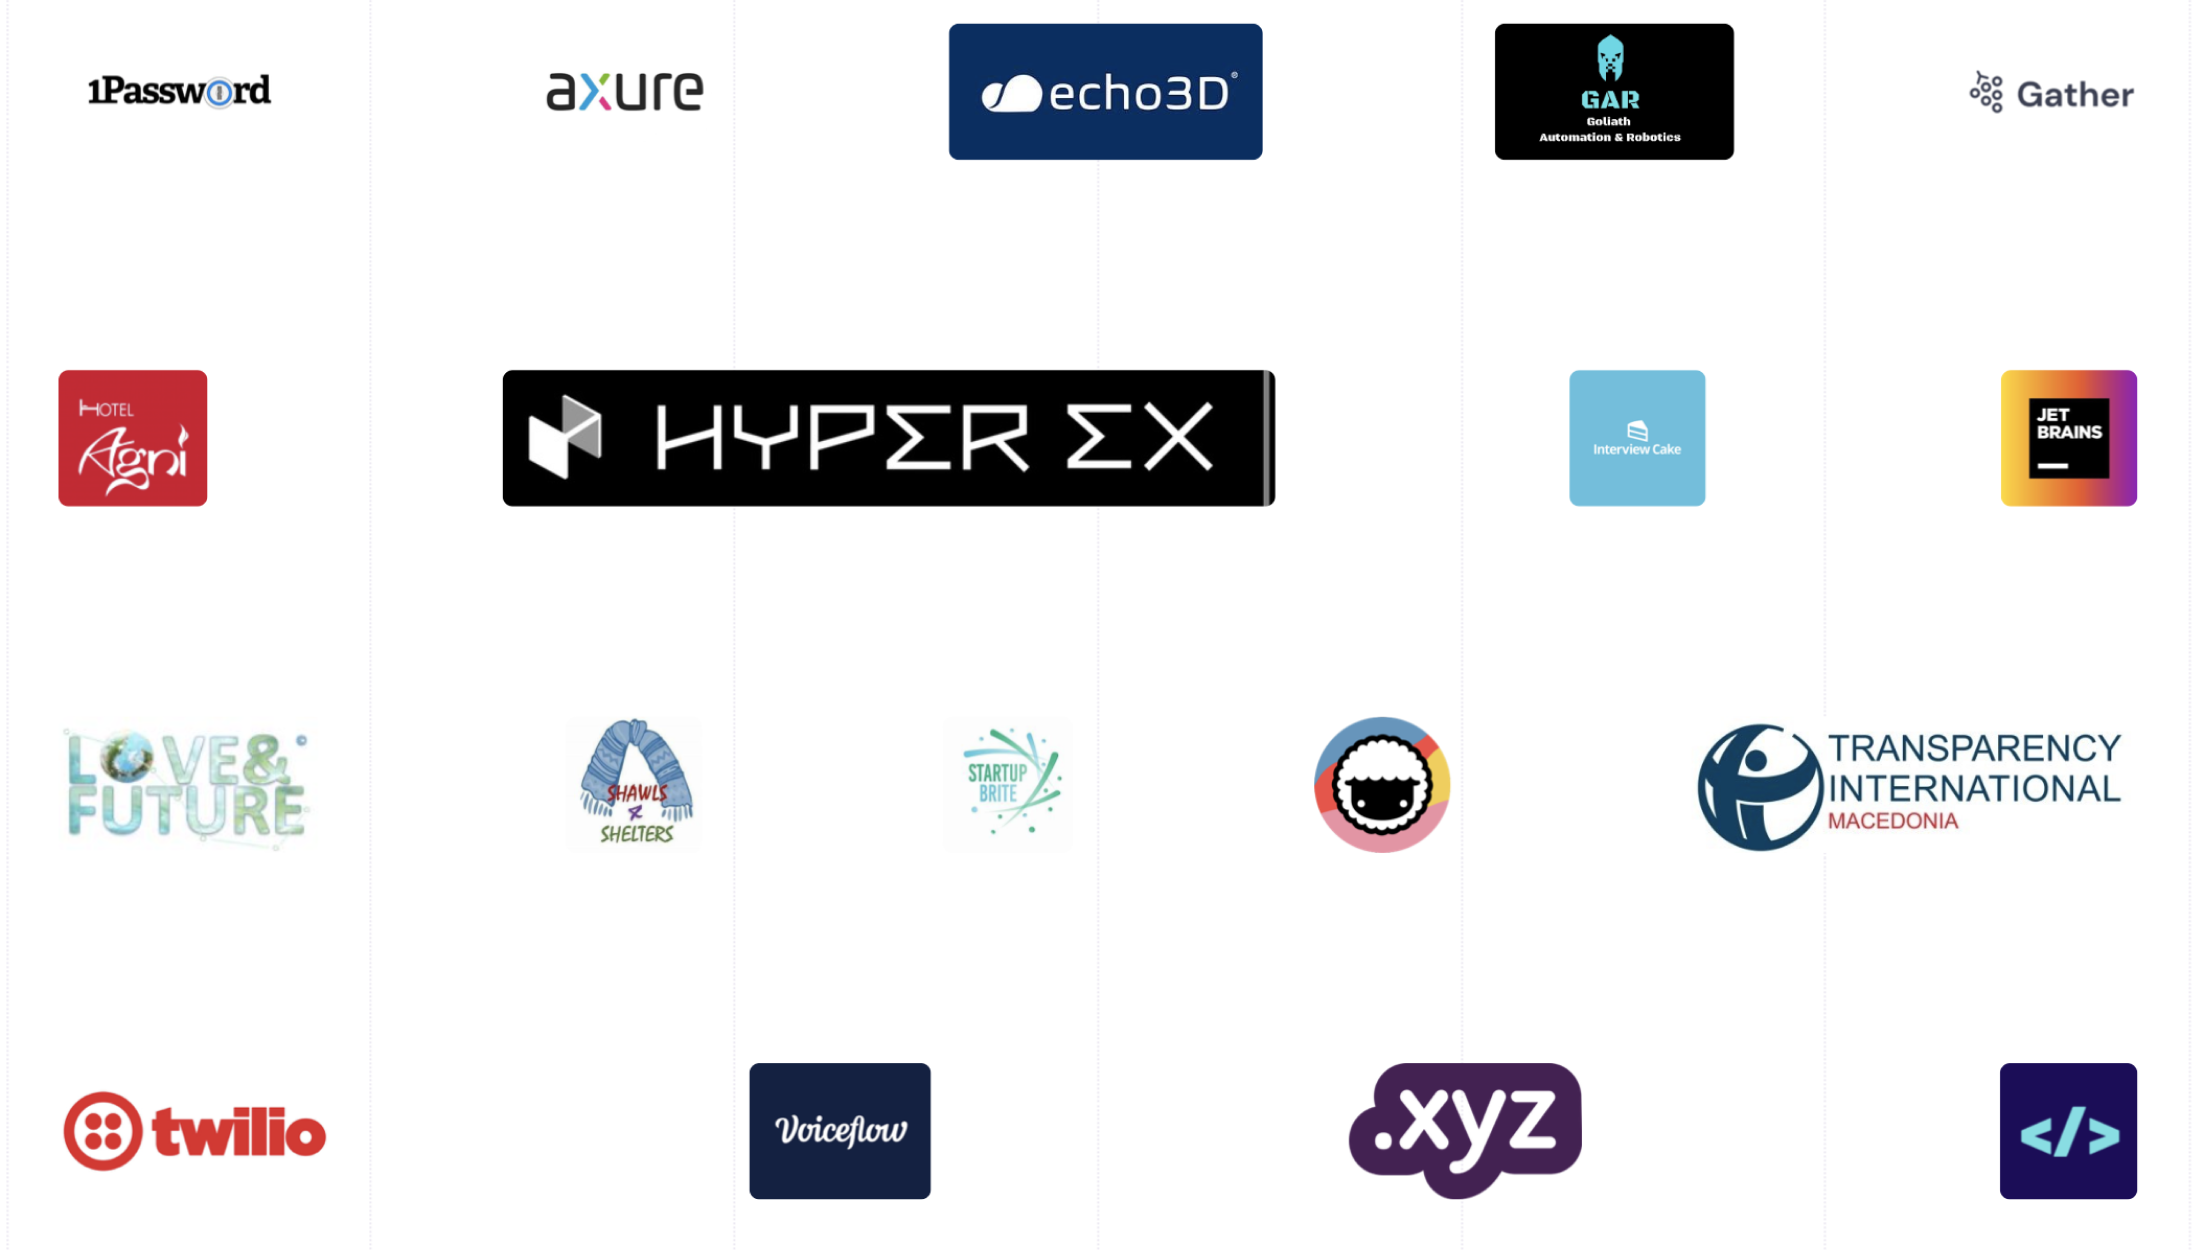 1Password
axure
echo3D®
GAR
Goliath
Automation & Robotics
Gather
HOTEL
Agni
HYPER EX
Interview Cake
JET
BRAINS
LOVE&
FUTURE
SHAWLS
&
SHELTERS
STARTUP
BRITE
TRANSPARENCY
INTERNATIONAL
MACEDONIA
twilio
Voiceflow
.xyz
</>